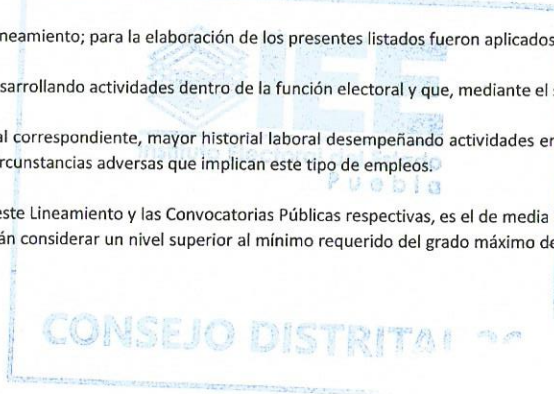 neamiento; para la elaboración de los presentes listados fueron aplicados
sarrollando actividades dentro de la función electoral y que, mediante el
IEE
al correspondiente, mayor historial laboral desempeñando actividades en
rcunstancias adversas que implican este tipo de empleos.
Puebla
este Lineamiento y las Convocatorias Públicas respectivas, es el de media
án considerar un nivel superior al mínimo requerido del grado máximo de
CONSEJO DISTRITAL